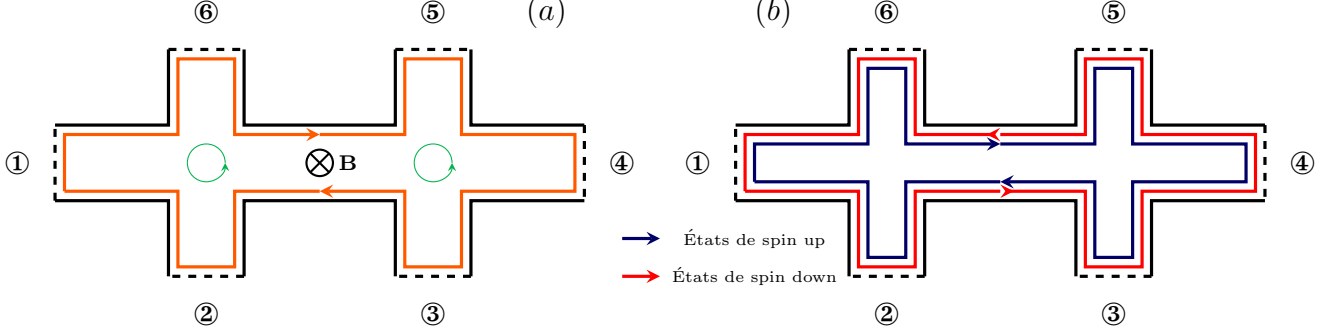 ⑥ ⑤ (a)
① B ④
② ③
(b) ⑥ ⑤
① ④
② ③
États de spin up
États de spin down